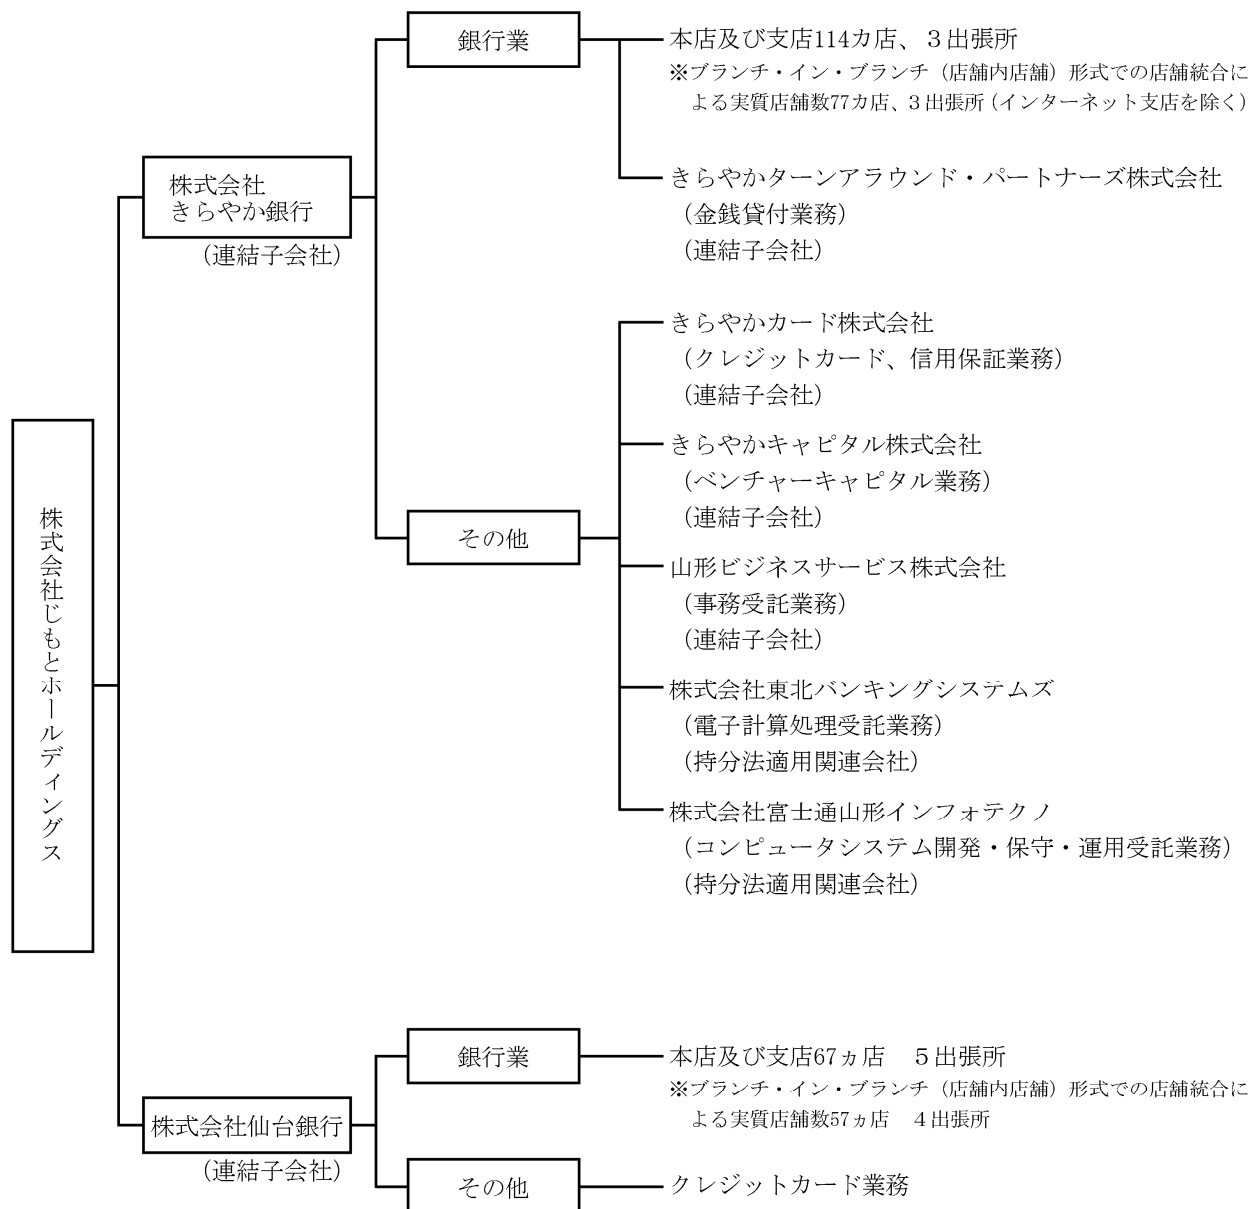 株式会社じもとホールディングス
株式会社
きらやか銀行
（連結子会社）
銀行業
本店及び支店114カ店、３出張所
※ブランチ・イン・ブランチ（店舗内店舗）形式での店舗統合に
よる実質店舗数77カ店、３出張所（インターネット支店を除く）
きらやかターンアラウンド・パートナーズ株式会社
（金銭貸付業務）
（連結子会社）
その他
きらやかカード株式会社
（クレジットカード、信用保証業務）
（連結子会社）
きらやかキャピタル株式会社
（ベンチャーキャピタル業務）
（連結子会社）
山形ビジネスサービス株式会社
（事務受託業務）
（連結子会社）
株式会社東北バンキングシステムズ
（電子計算処理受託業務）
（持分法適用関連会社）
株式会社富士通山形インフォテクノ
（コンピュータシステム開発・保守・運用受託業務）
（持分法適用関連会社）
株式会社仙台銀行
（連結子会社）
銀行業
本店及び支店67ヵ店　５出張所
※ブランチ・イン・ブランチ（店舗内店舗）形式での店舗統合に
よる実質店舗数57ヵ店　４出張所
その他
クレジットカード業務